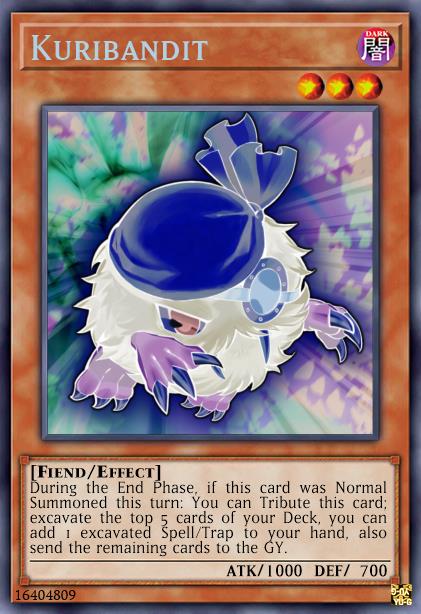 Kuribandit
DARK
闇
[Fiend/Effect]
During the End Phase, if this card was Normal
Summoned this turn: You can Tribute this card;
excavate the top 5 cards of your Deck, you can
add 1 excavated Spell/Trap to your hand, also
send the remaining cards to the GY.
ATK/1000 DEF/ 700
16404809